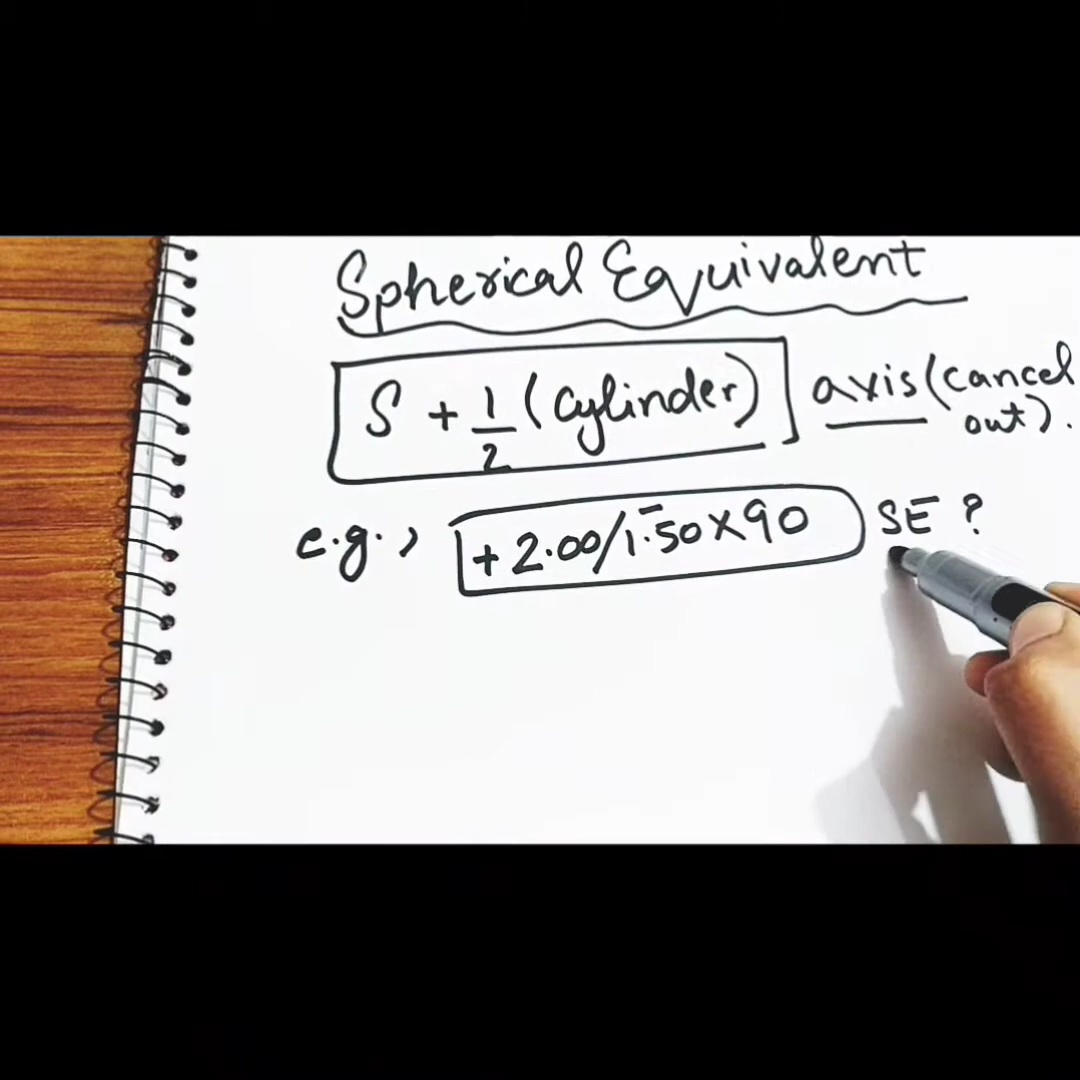 Spherical Equivalent
S + 1/2 (cylinder) axis (cancel out).
e.g., +2.00/1̄.50 X 90 SE ?